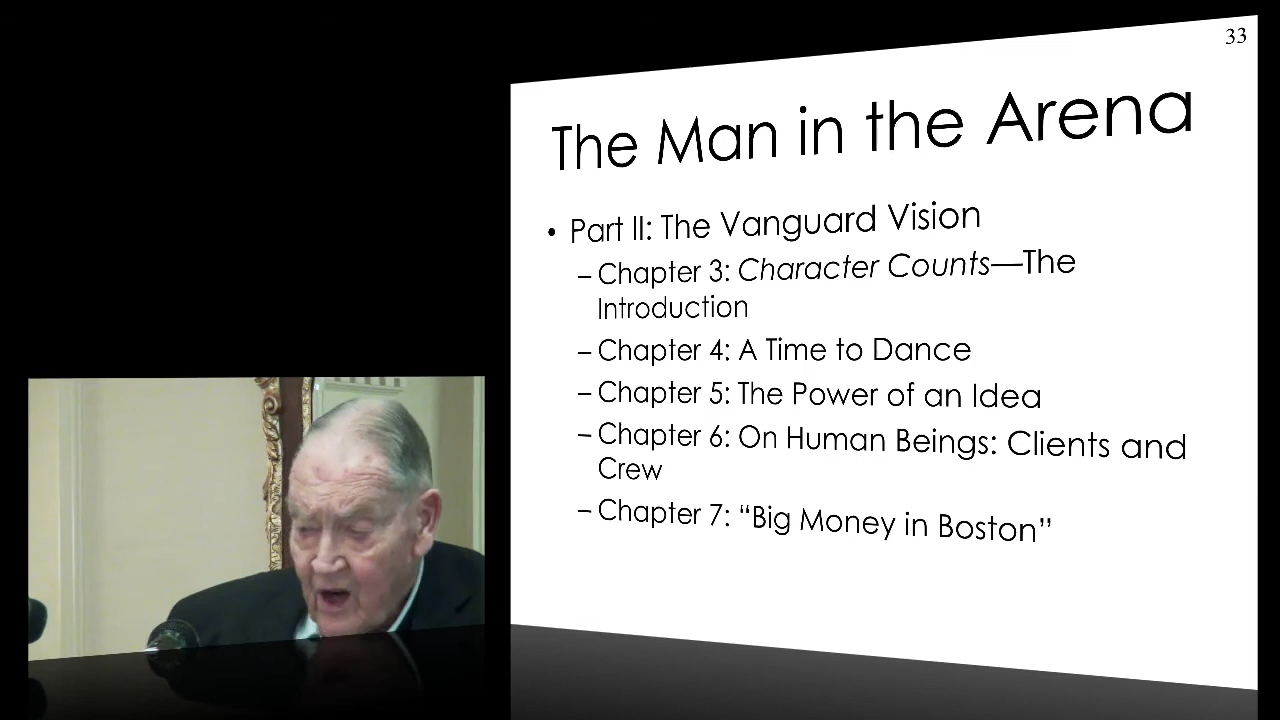 33
The Man in the Arena
• Part II: The Vanguard Vision
– Chapter 3: Character Counts—The
Introduction
– Chapter 4: A Time to Dance
– Chapter 5: The Power of an Idea
– Chapter 6: On Human Beings: Clients and
Crew
– Chapter 7: “Big Money in Boston”